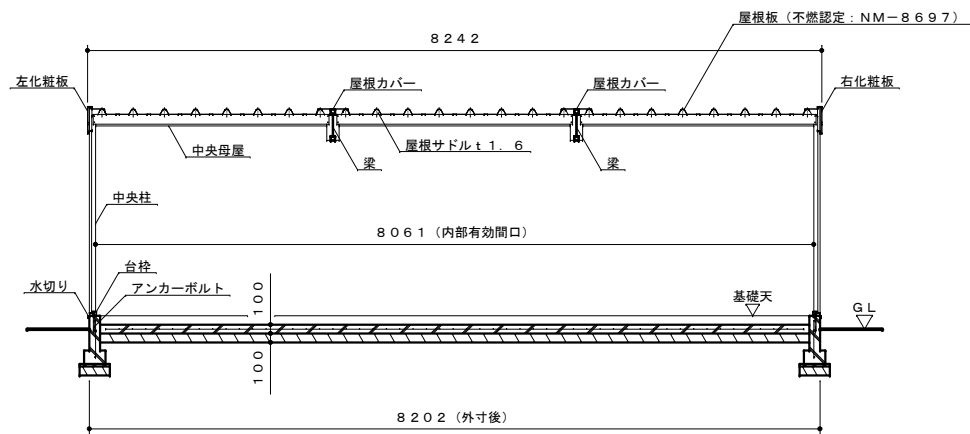 屋根板（不燃認定：ＮＭ－８６９７）
８２４２
左化粧板
屋根カバー
屋根カバー
右化粧板
中央母屋
梁
屋根サドルｔ１．６
梁
中央柱
８０６１（内部有効間口）
台枠
水切り
アンカーボルト
１００
基礎天
ＧＬ
１００
８２０２（外寸後）